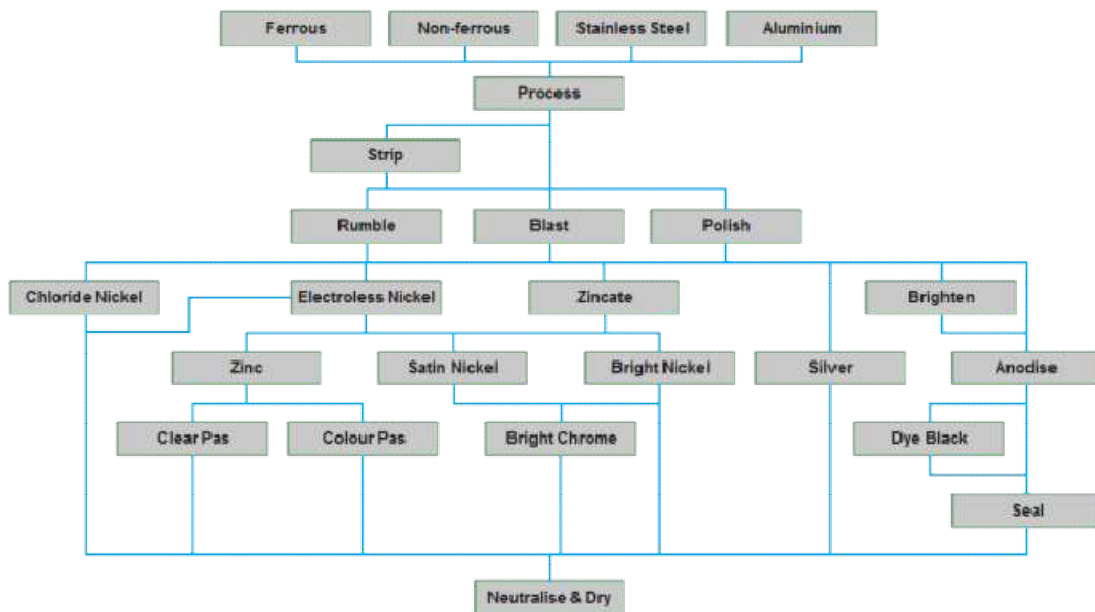 Ferrous
Non-ferrous
Stainless Steel
Aluminium
Process
Strip
Rumble
Blast
Polish
Chloride Nickel
Electroless Nickel
Zincate
Brighten
Zinc
Satin Nickel
Bright Nickel
Silver
Anodise
Clear Pas
Colour Pas.
Bright Chrome
Dye Black
Seal
Neutralise & Dry